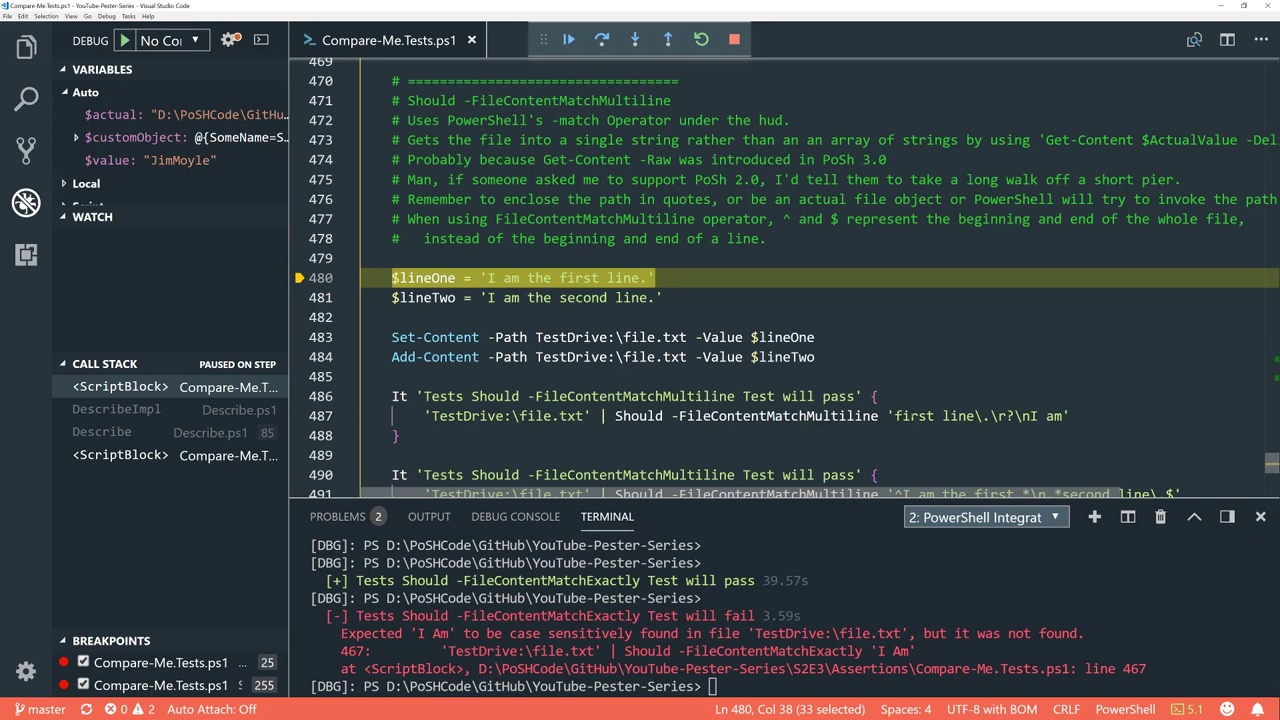 Compare-Me.Tests.ps1 - YouTube-Pester-Series - Visual Studio Code
File Edit Selection View Go Debug Tasks Help
DEBUG No Co
Compare-Me.Tests.ps1
VARIABLES
Auto
$actual: "D:\PoSHCode\GitHu…
$customObject: @{SomeName=S…
$value: "JimMoyle"
Local
WATCH
CALL STACK PAUSED ON STEP
<ScriptBlock> Compare-Me.T...
DescribeImpl Describe.ps1
Describe Describe.ps1 85
<ScriptBlock> Compare-Me.T...
BREAKPOINTS
Compare-Me.Tests.ps1 ... 25
Compare-Me.Tests.ps1 255
469
470 # ==================================
471 # Should -FileContentMatchMultiline
472 # Uses PowerShell's -match Operator under the hud.
473 # Gets the file into a single string rather than an an array of strings by using 'Get-Content $ActualValue -Del
474 # Probably because Get-Content -Raw was introduced in PoSh 3.0
475 # Man, if someone asked me to support PoSh 2.0, I'd tell them to take a long walk off a short pier.
476 # Remember to enclose the path in quotes, or be an actual file object or PowerShell will try to invoke the path
477 # When using FileContentMatchMultiline operator, ^ and $ represent the beginning and end of the whole file,
478 #   instead of the beginning and end of a line.
479
480 $lineOne = 'I am the first line.'
481 $lineTwo = 'I am the second line.'
482
483 Set-Content -Path TestDrive:\file.txt -Value $lineOne
484 Add-Content -Path TestDrive:\file.txt -Value $lineTwo
485
486 It 'Tests Should -FileContentMatchMultiline Test will pass' {
487 'TestDrive:\file.txt' | Should -FileContentMatchMultiline 'first line\.\r?\nI am'
488 }
489
490 It 'Tests Should -FileContentMatchMultiline Test will pass' {
491 'TestDrive:\file.txt' | Should -FileContentMatchMultiline '^I am the first.*\n.*second line\.$'
PROBLEMS 2 OUTPUT DEBUG CONSOLE TERMINAL 2: PowerShell Integrat
[DBG]: PS D:\PoSHCode\GitHub\YouTube-Pester-Series>
[DBG]: PS D:\PoSHCode\GitHub\YouTube-Pester-Series>
[+] Tests Should -FileContentMatchExactly Test will pass 39.57s
[DBG]: PS D:\PoSHCode\GitHub\YouTube-Pester-Series>
[-] Tests Should -FileContentMatchExactly Test will fail 3.59s
Expected 'I Am' to be case sensitively found in file 'TestDrive:\file.txt', but it was not found.
467: 'TestDrive:\file.txt' | Should -FileContentMatchExactly 'I Am'
at <ScriptBlock>, D:\PoSHCode\GitHub\YouTube-Pester-Series\S2E3\Assertions\Compare-Me.Tests.ps1: line 467
[DBG]: PS D:\PoSHCode\GitHub\YouTube-Pester-Series>
master 0 2 Auto Attach: Off Ln 480, Col 38 (33 selected) Spaces: 4 UTF-8 with BOM CRLF PowerShell 5.1